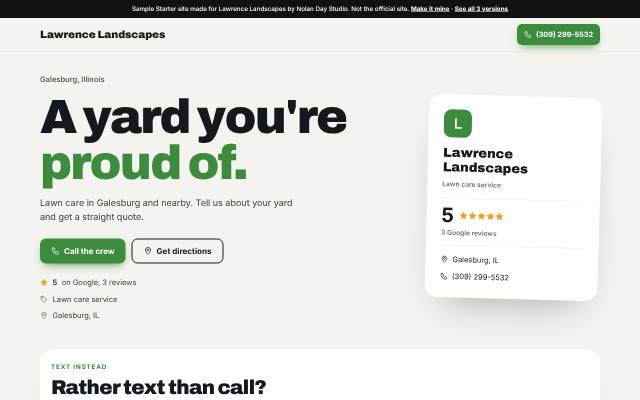 Sample Starter site made for Lawrence Landscapes by Nolan Day Studio. Not the official site. Make it mine · See all 3 versions
Lawrence Landscapes
(309) 299-5532
Galesburg, Illinois
A yard you're
proud of.
Lawn care in Galesburg and nearby. Tell us about your yard
and get a straight quote.
Call the crew
Get directions
5 on Google, 3 reviews
Lawn care service
Galesburg, IL
L
Lawrence
Landscapes
Lawn care service
5
3 Google reviews
Galesburg, IL
(309) 299-5532
TEXT INSTEAD
Rather text than call?